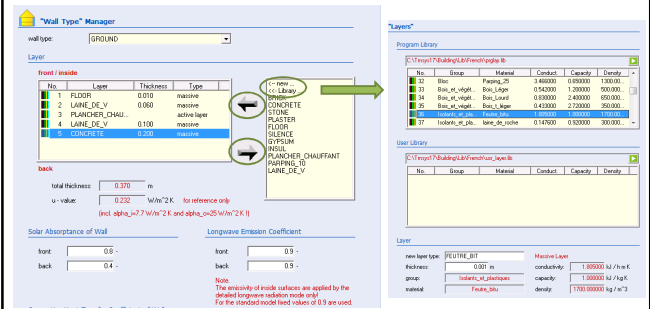 "Wall Type" Manager
wall type: GROUND
Layer
front / inside
No. Layer Thickness Type
1 FLOOR 0.010 massive
2 LAINE_DE_V 0.060 massive
3 PLANCHER_CHAU... active layer
4 LAINE_DE_V 0.100 massive
5 CONCRETE 0.200 massive
back
<-- new ...
<<- Library
CONCRETE
STONE
PLASTER
FLOOR
SILENCE
GYPSUM
INSUL
PLANCHER_CHAUFFANT
PARPING_10
LAINE_DE_V
total thickness: 0.370 m
u - value: 0.232 W/m^2 K for reference only
(incl. alpha_i=7.7 W/m^2 K and alpha_o=25 W/m^2 K !)
Solar Absorptance of Wall
front 0.6 -
back 0.4 -
Longwave Emission Coefficient
front 0.9 -
back 0.9 -
Note.
The emissivity of inside surfaces are applied by the
detailed longwave radiation mode only!
For the standard model fixed values of 0.9 are used.
"Layers"
Program Library
C:\Trnsys17\Building\Lib\French\prglay.lib
No. Group Material Conduct. Capacity Density
32 Bloc Parping_25 3.466000 0.650000 1300.00...
33 Bois_et_végét... Bois_Léger 0.542000 1.200000 500.000...
34 Bois_et_végét... Bois_Lourd 0.830000 2.400000 650.000...
35 Bois_et_végét... Bois_t_léger 0.433000 2.720000 350.000...
36 Isolants_et_pla... Feutre_bitu 1.805000 1.000000 1700.00...
37 Isolants_et_pla... laine_de_roche 0.147600 0.920000 300.000...
User Library
C:\Trnsys17\Building\Lib\French\usr_layer.lib
No. Group Material Conduct. Capacity Density
Layer
new layer type: FEUTRE_BIT Massive Layer
thickness: 0.001 m conductivity: 1.805000 kJ / h m K
group: Isolants_et_plastiques capacity: 1.000000 kJ / kg K
material: Feutre_bitu density: 1700.000000 kg / m^3